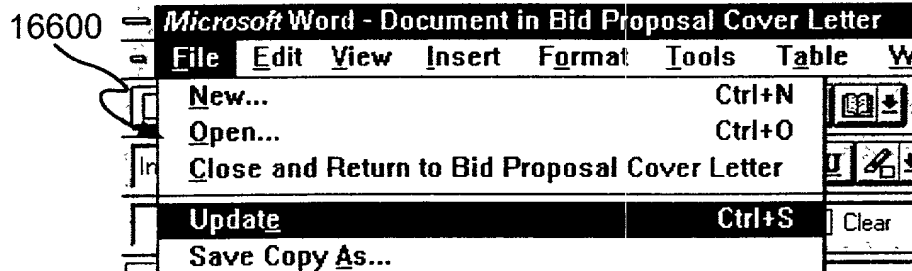 16600
Microsoft Word - Document in Bid Proposal Cover Letter
File Edit View Insert Format Tools Table W
New... Ctrl+N
Open... Ctrl+O
Close and Return to Bid Proposal Cover Letter
In U
Update Ctrl+S
Clear
Save Copy As...